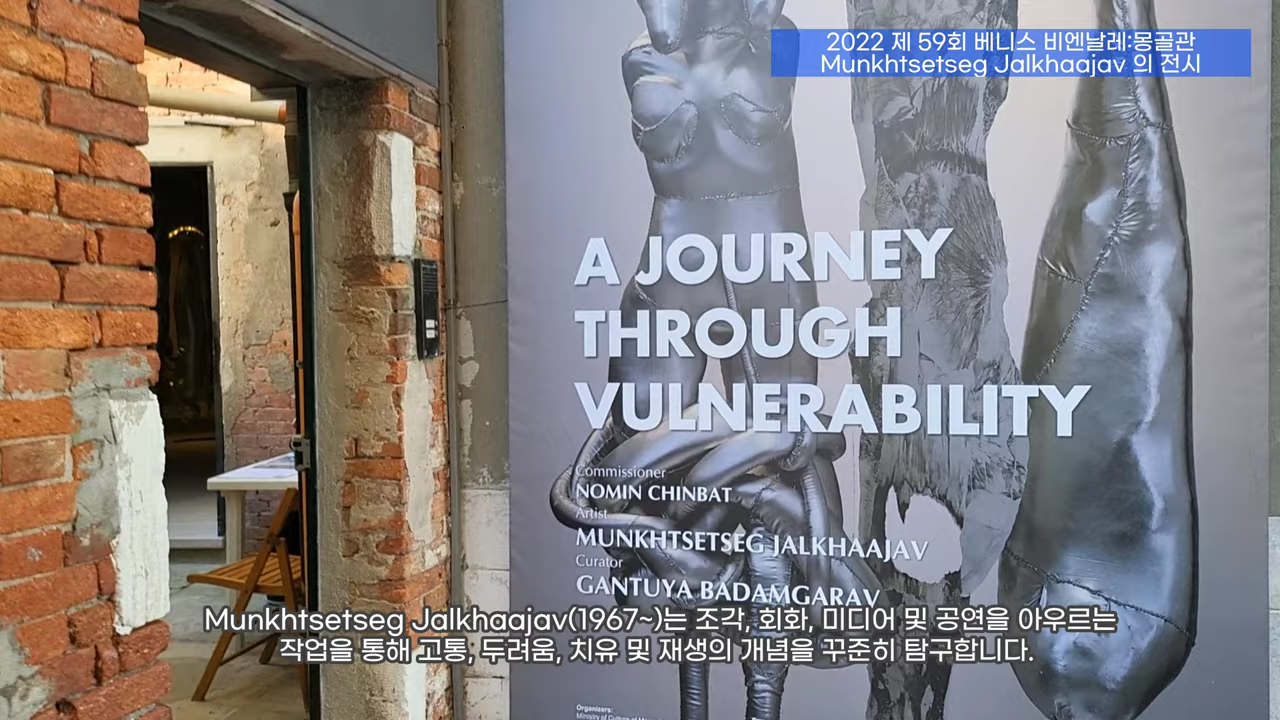 2022 제 59회 베니스 비엔날레:몽골관
Munkhtsetseg Jalkhaajav 의 전시
A JOURNEY
THROUGH
VULNERABILITY
Commissioner
NOMIN CHINBAT
Artist
MUNKHTSETSEG JALKHAAJAV
Curator
GANTUYA BADAMGARAV
Munkhtsetseg Jalkhaajav(1967~)는 조각, 회화, 미디어 및 공연을 아우르는
작업을 통해 고통, 두려움, 치유 및 재생의 개념을 꾸준히 탐구합니다.
Organizers:
Ministry of Culture of